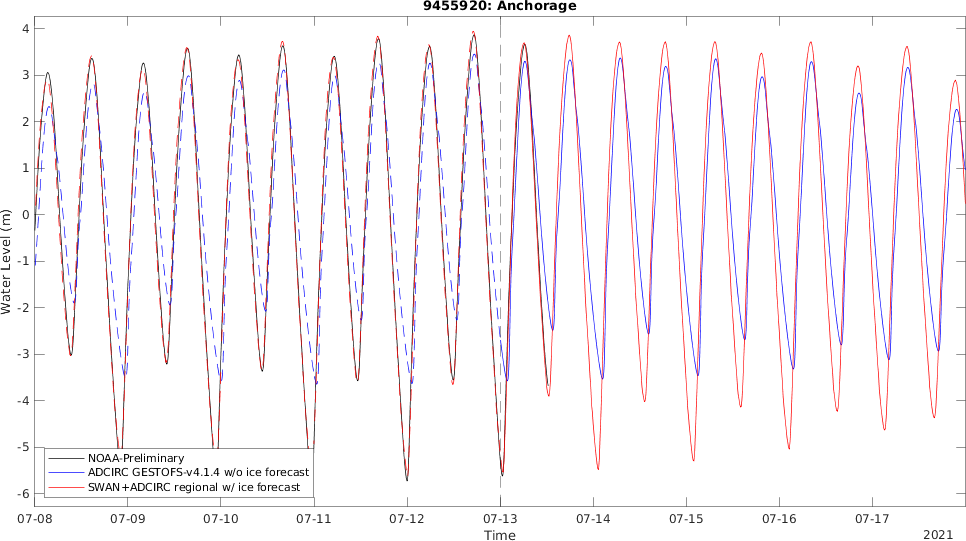 9455920: Anchorage
Water Level (m)
4
3
2
1
0
-1
-2
-3
-4
-5
-6
NOAA-Preliminary
ADCIRC GESTOFS-v4.1.4 w/o ice forecast
SWAN+ADCIRC regional w/ ice forecast
07-08 07-09 07-10 07-11 07-12 07-13 07-14 07-15 07-16 07-17
Time
2021